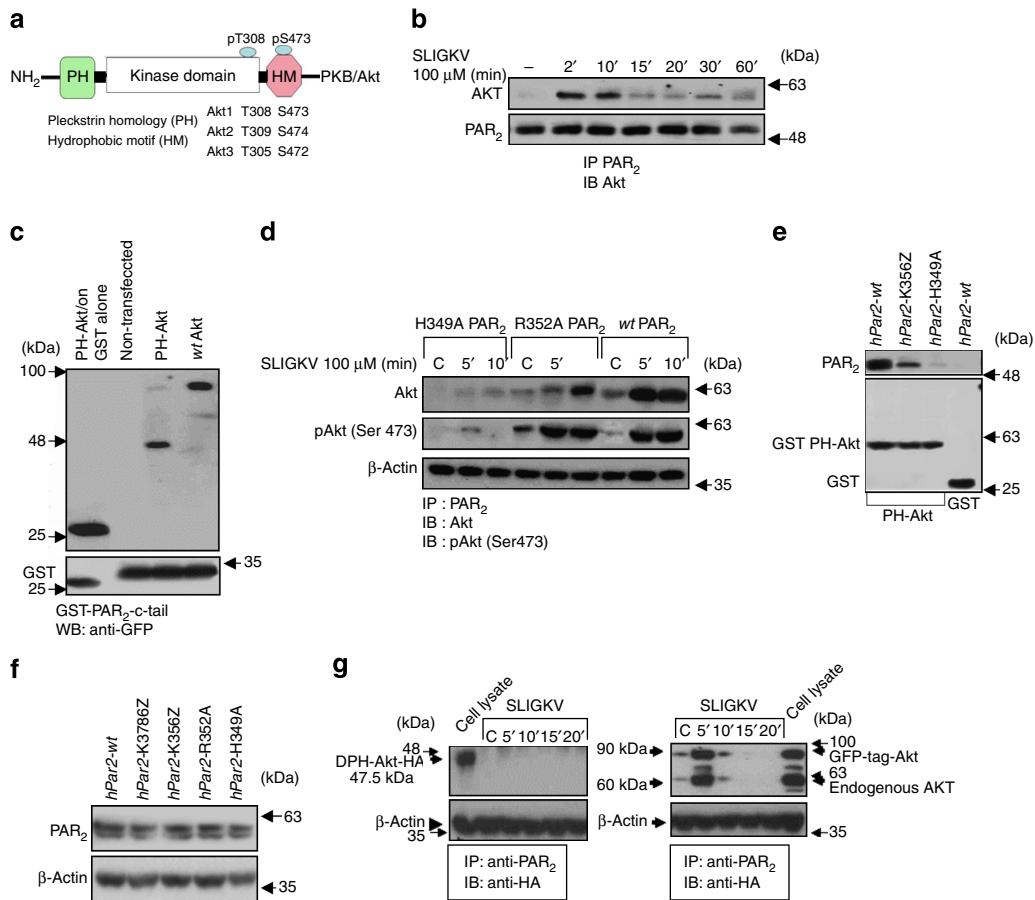 a
pT308 pS473
NH2 PH Kinase domain HM PKB/Akt
Pleckstrin homology (PH)
Hydrophobic motif (HM)
Akt1 T308 S473
Akt2 T309 S474
Akt3 T305 S472
b
SLIGKV
100 μM (min) – 2′ 10′ 15′ 20′ 30′ 60′ (kDa)
AKT 63
PAR2 48
IP PAR2
IB Akt
c
PH-Akt/on
GST alone
Non-transfeccted
PH-Akt
wt Akt
(kDa)
100
48
25
GST 35
25
GST-PAR2-c-tail
WB: anti-GFP
d
H349A PAR2 R352A PAR2 wt PAR2
SLIGKV 100 μM (min) C 5′ 10′ C 5′ C 5′ 10′ (kDa)
Akt 63
pAkt (Ser 473) 63
β-Actin 35
IP : PAR2
IB : Akt
IB : pAkt (Ser473)
e
hPar2-wt
hPar2-K356Z
hPar2-H349A
hPar2-wt
PAR2 48
GST PH-Akt 63
GST 25
PH-Akt GST
f
hPar2-wt
hPar2-K3786Z
hPar2-K356Z
hPar2-R352A
hPar2-H349A
(kDa)
PAR2 63
β-Actin 35
g
Cell lysate
SLIGKV
(kDa) C 5′ 10′ 15′ 20′
48
DPH-Akt-HA
47.5 kDa
β-Actin
35
IP: anti-PAR2
IB: anti-HA
SLIGKV
Cell lysate
C 5′ 10′ 15′ 20′ (kDa)
90 kDa 100
GFP-tag-Akt
60 kDa 63
Endogenous AKT
β-Actin 35
IP: anti-PAR2
IB: anti-HA